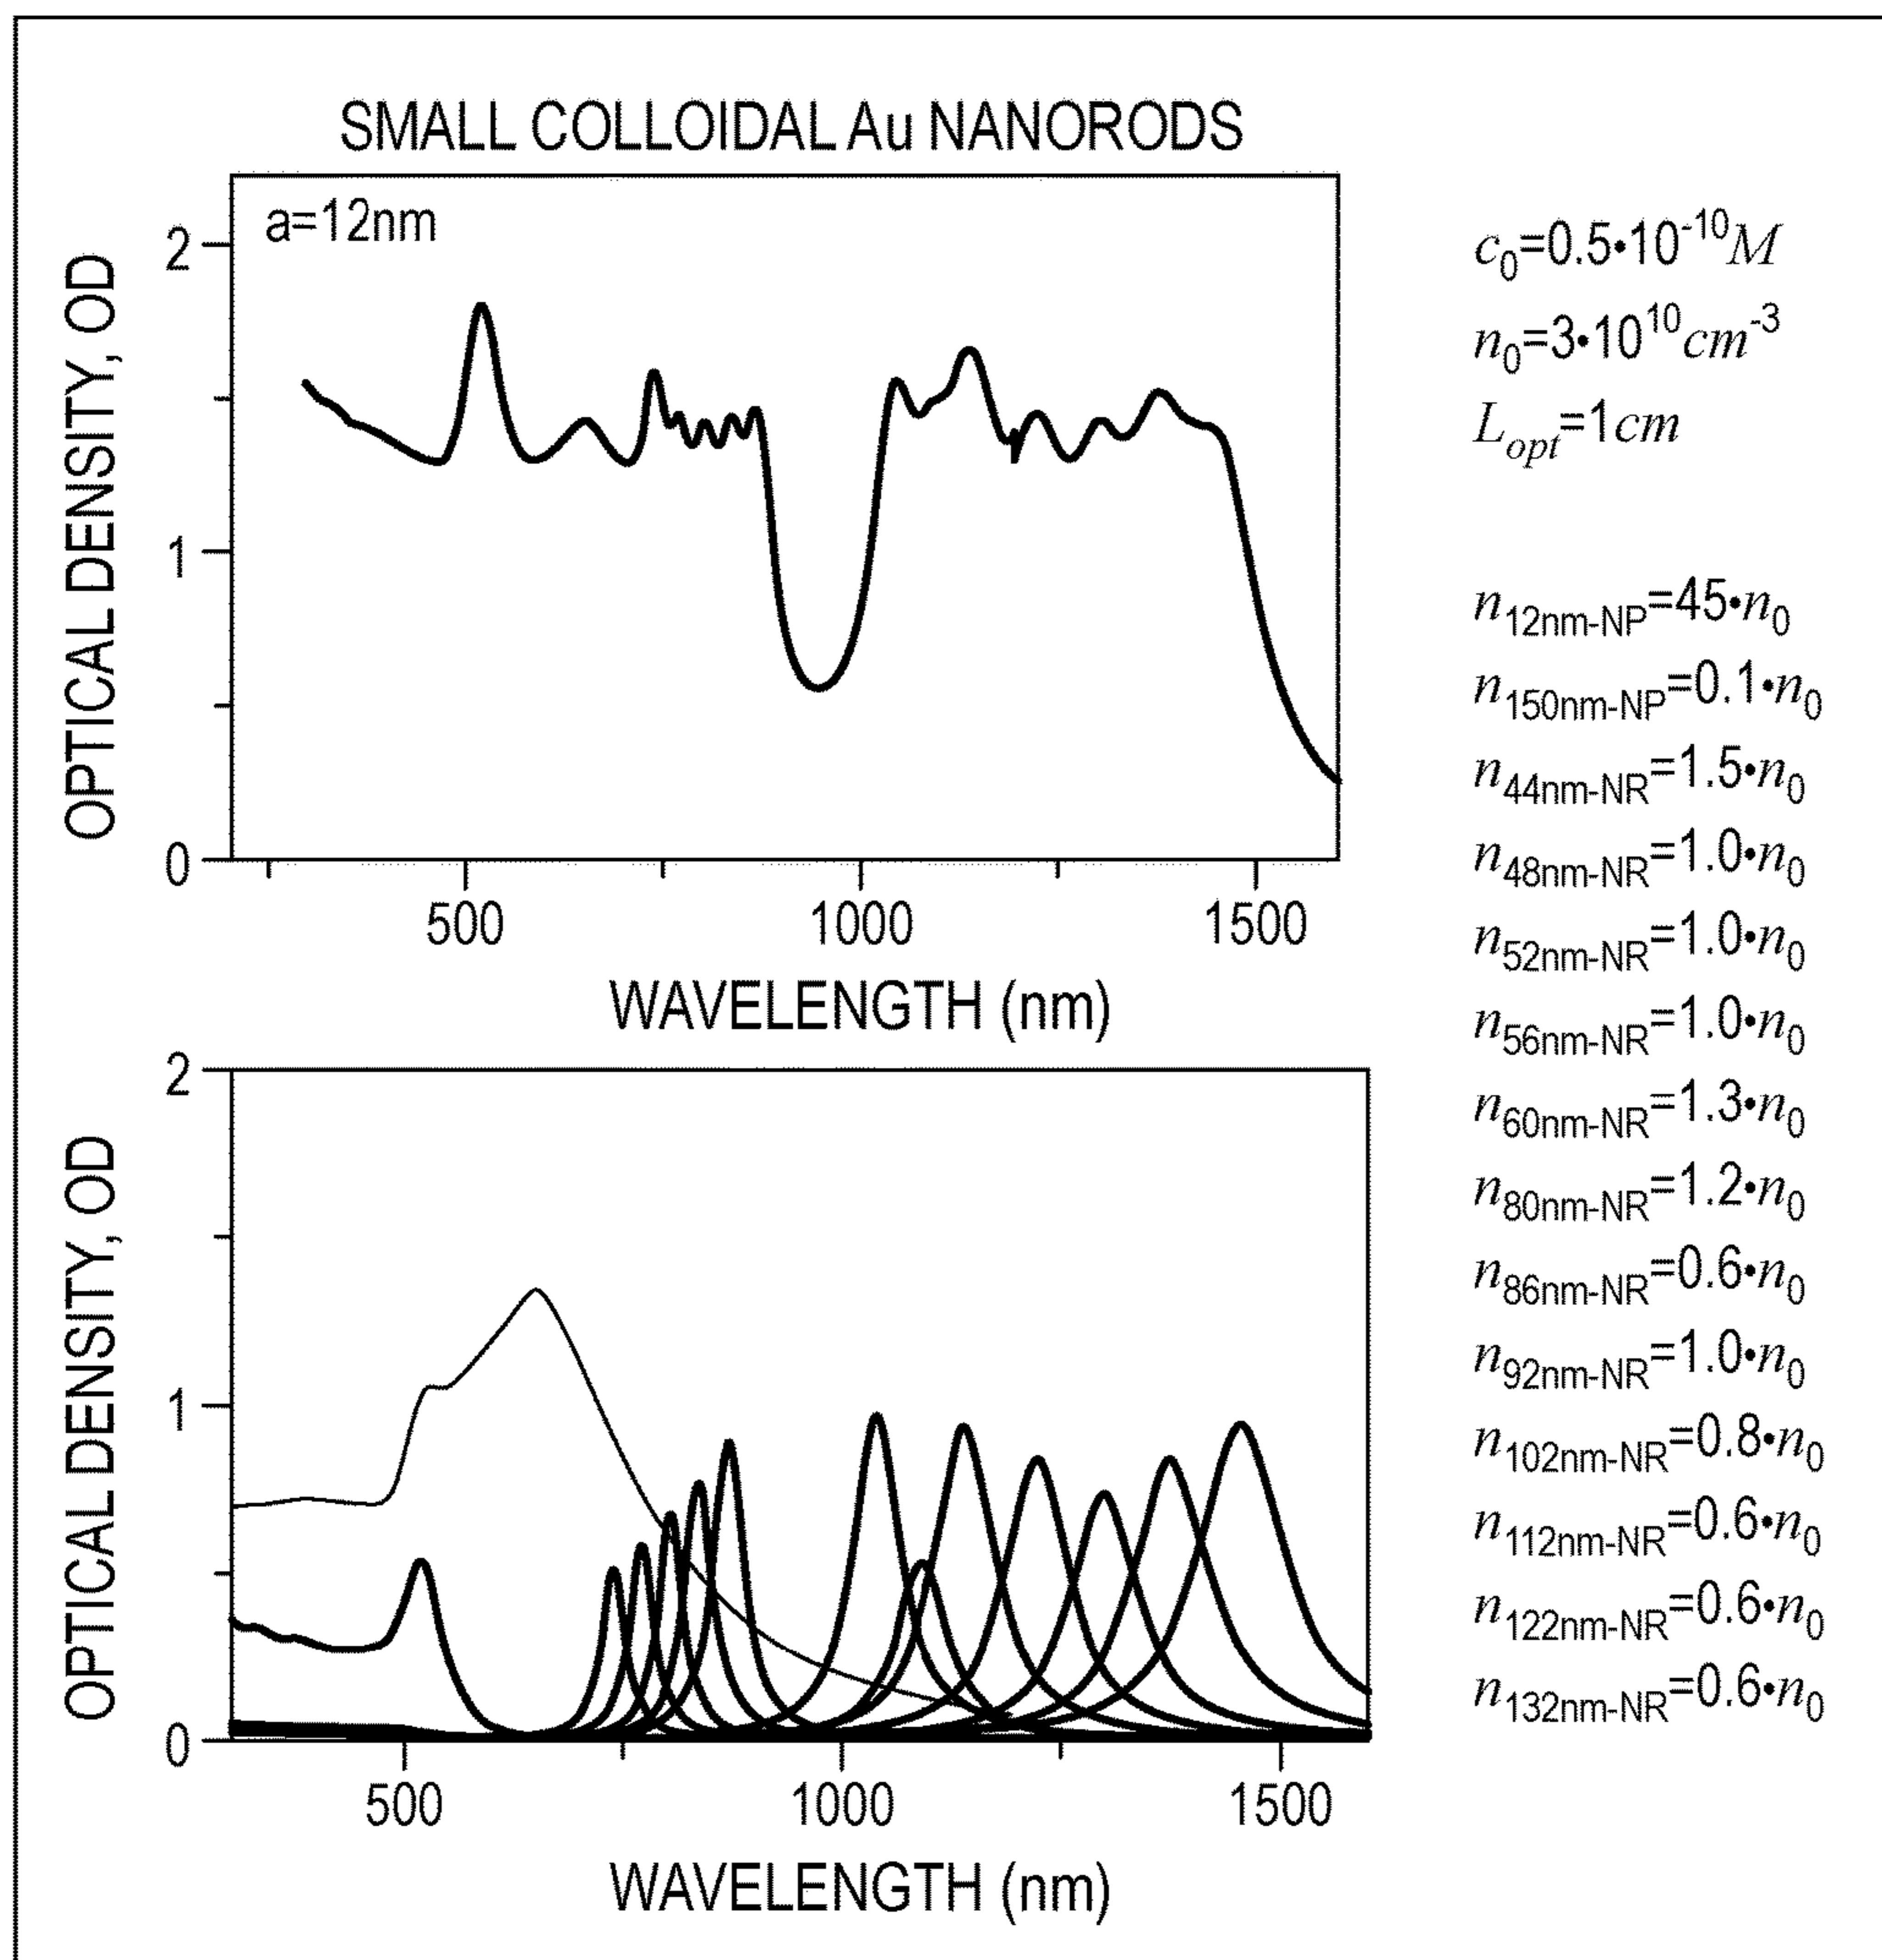 SMALL COLLOIDAL Au NANORODS
a=12nm
OPTICAL DENSITY, OD
2
1
0
500 1000 1500
WAVELENGTH (nm)
OPTICAL DENSITY, OD
2
1
0
500 1000 1500
WAVELENGTH (nm)
c₀=0.5•10⁻¹⁰M
n₀=3•10¹⁰cm⁻³
Lₒₚₜ=1cm
n12nm-NP=45•n₀
n150nm-NP=0.1•n₀
n44nm-NR=1.5•n₀
n48nm-NR=1.0•n₀
n52nm-NR=1.0•n₀
n56nm-NR=1.0•n₀
n60nm-NR=1.3•n₀
n80nm-NR=1.2•n₀
n86nm-NR=0.6•n₀
n92nm-NR=1.0•n₀
n102nm-NR=0.8•n₀
n112nm-NR=0.6•n₀
n122nm-NR=0.6•n₀
n132nm-NR=0.6•n₀